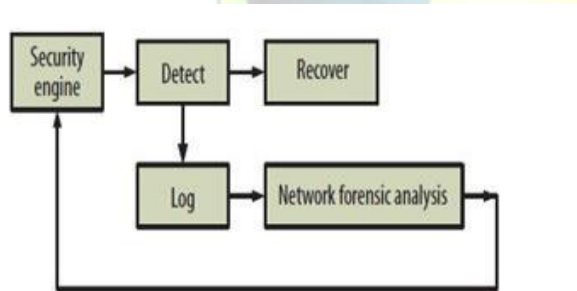 Security
engine
Detect
Recover
Log
Network forensic analysis